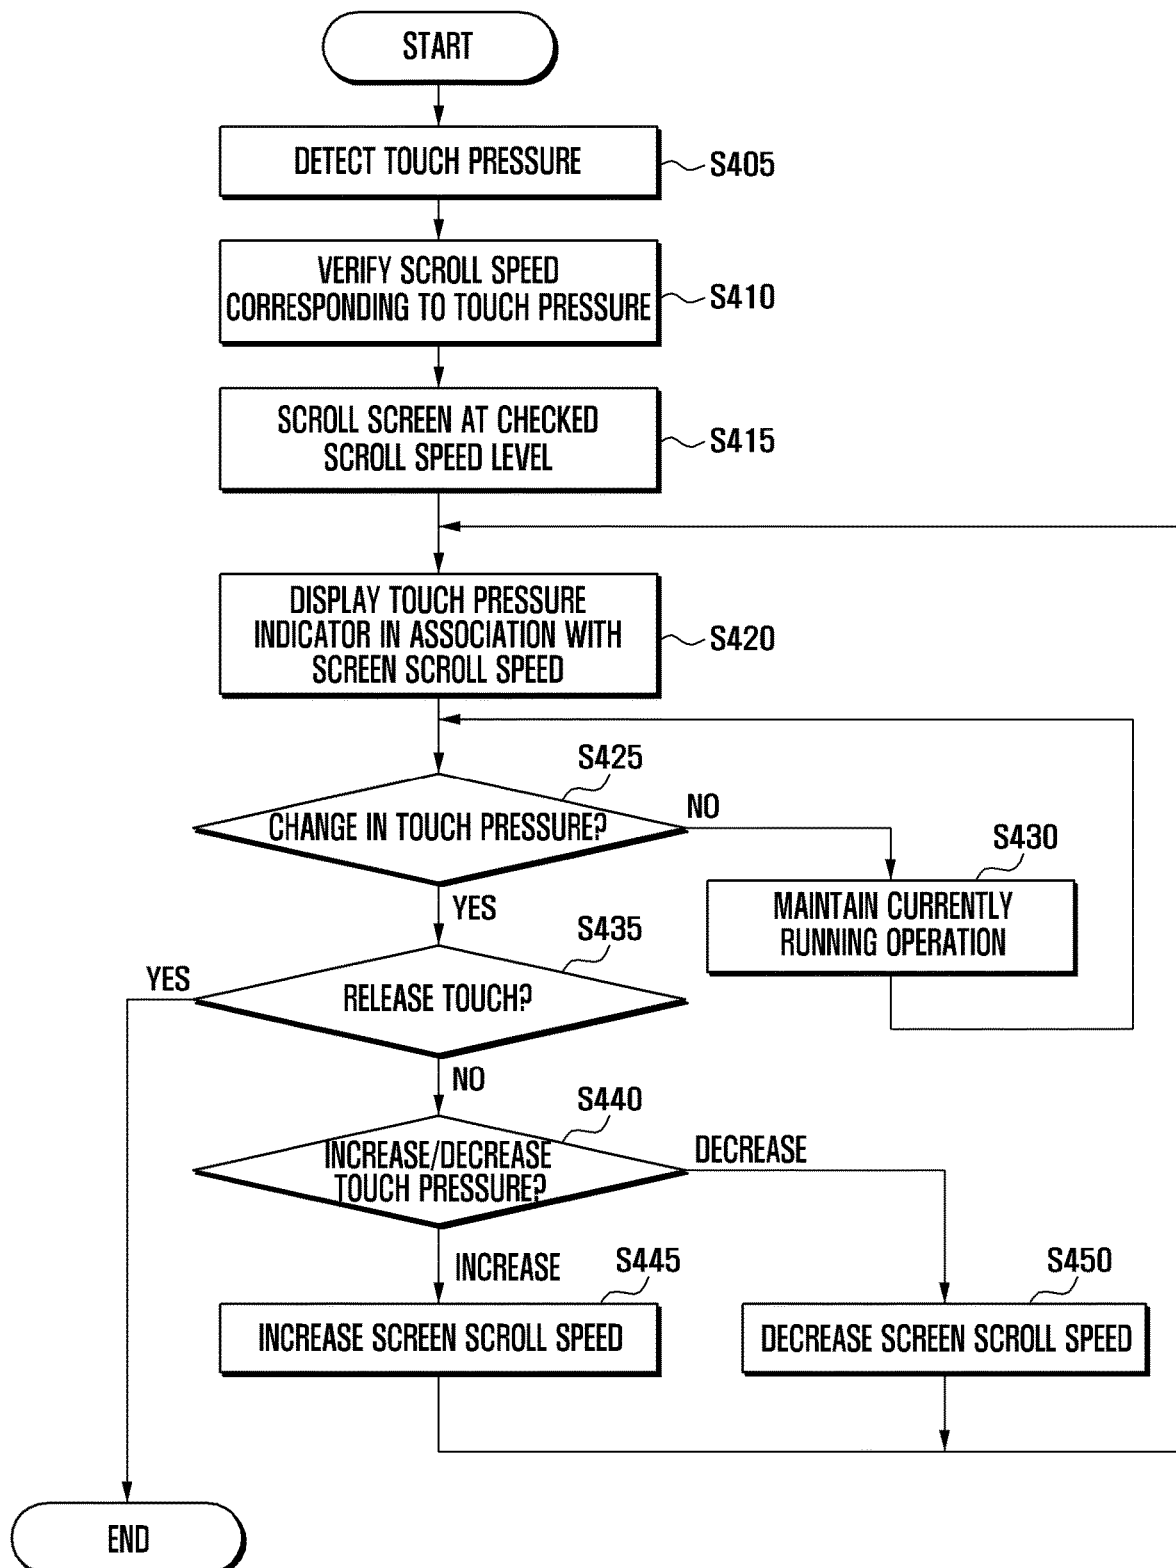 START
DETECT TOUCH PRESSURE
S405
VERIFY SCROLL SPEED
CORRESPONDING TO TOUCH PRESSURE
S410
SCROLL SCREEN AT CHECKED
SCROLL SPEED LEVEL
S415
DISPLAY TOUCH PRESSURE
INDICATOR IN ASSOCIATION WITH
SCREEN SCROLL SPEED
S420
S425
CHANGE IN TOUCH PRESSURE?
NO
S430
MAINTAIN CURRENTLY
RUNNING OPERATION
YES
S435
RELEASE TOUCH?
YES
NO
S440
INCREASE/DECREASE
TOUCH PRESSURE?
DECREASE
INCREASE
S445
INCREASE SCREEN SCROLL SPEED
S450
DECREASE SCREEN SCROLL SPEED
END